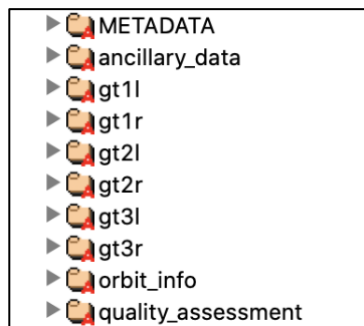 METADATA
ancillary_data
gt1l
gt1r
gt2l
gt2r
gt3l
gt3r
orbit_info
quality_assessment